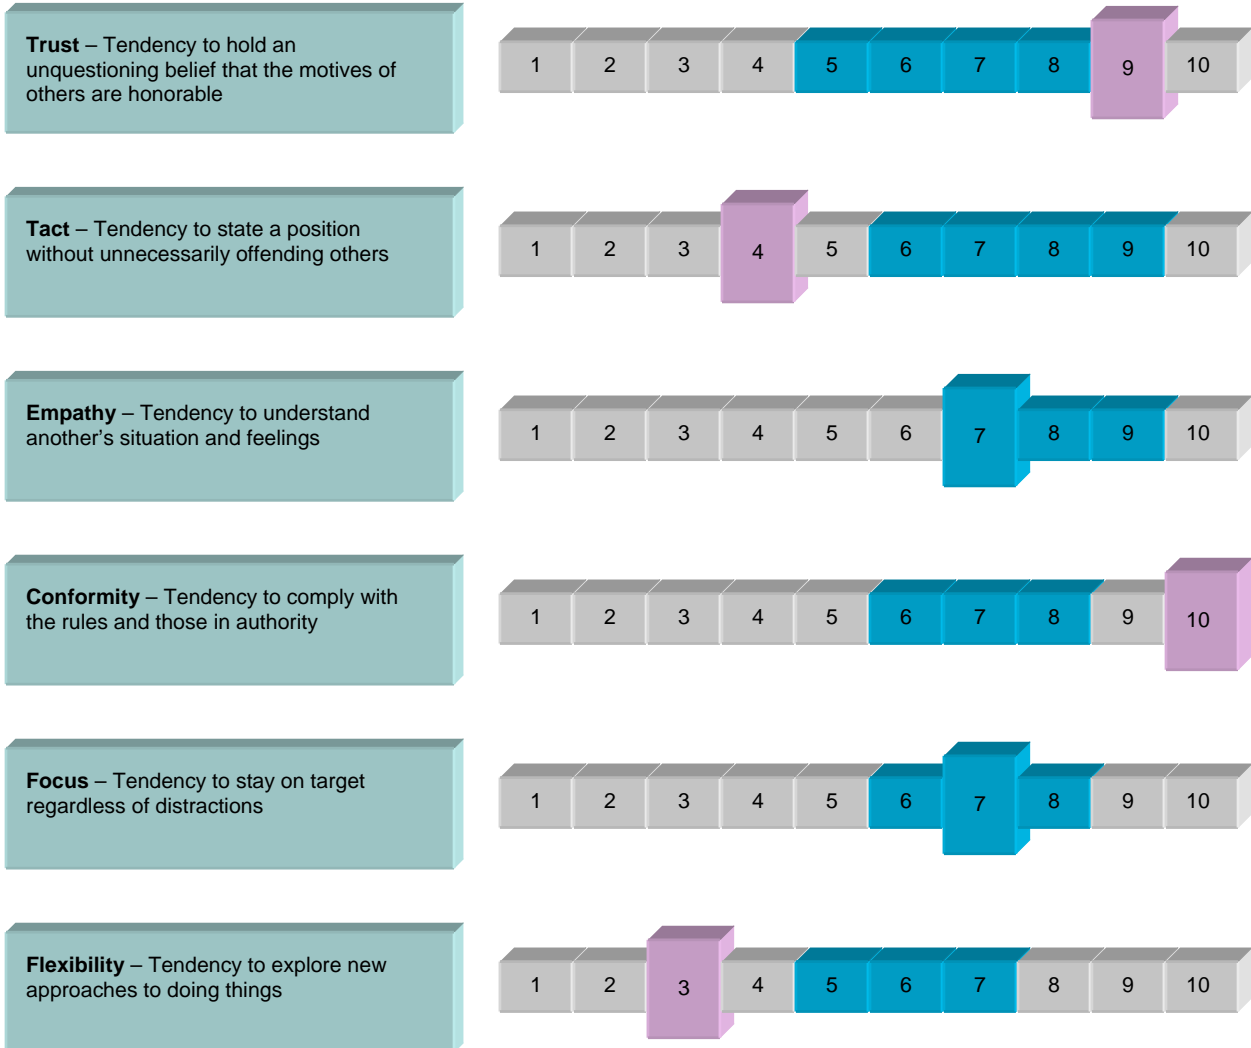 Trust – Tendency to hold an
unquestioning belief that the motives of
others are honorable
1 2 3 4 5 6 7 8 9 10
Tact – Tendency to state a position
without unnecessarily offending others
1 2 3 4 5 6 7 8 9 10
Empathy – Tendency to understand
another’s situation and feelings
1 2 3 4 5 6 7 8 9 10
Conformity – Tendency to comply with
the rules and those in authority
1 2 3 4 5 6 7 8 9 10
Focus – Tendency to stay on target
regardless of distractions
1 2 3 4 5 6 7 8 9 10
Flexibility – Tendency to explore new
approaches to doing things
1 2 3 4 5 6 7 8 9 10